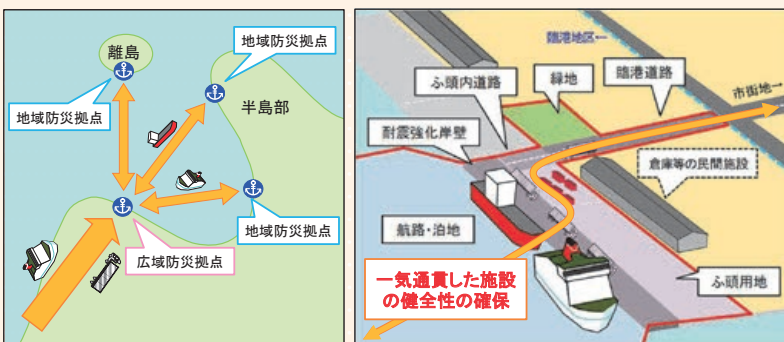 離島
地域防災拠点
地域防災拠点
半島部
地域防災拠点
広域防災拠点
臨港地区←
ふ頭内道路
緑地
臨港道路
市街地→
耐震強化岸壁
倉庫等の民間施設
航路・泊地
一気通貫した施設
の健全性の確保
ふ頭用地